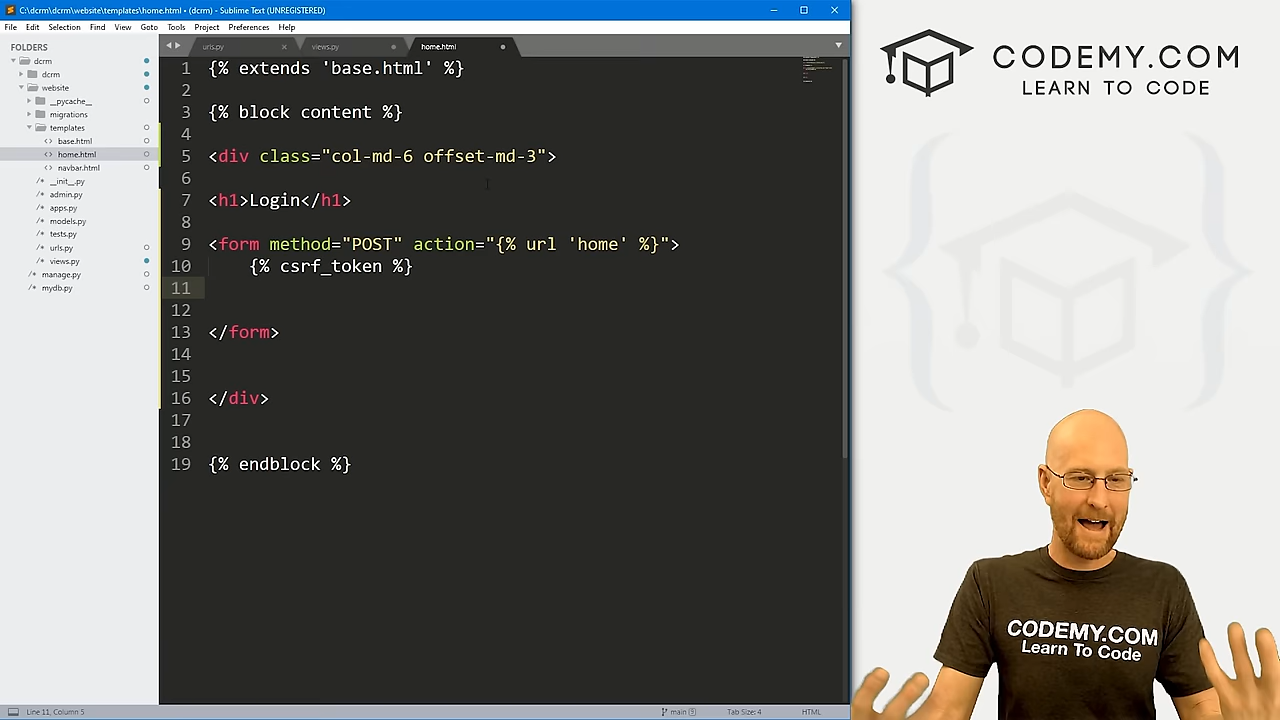 C:\dcrm\dcrm\website\templates\home.html • (dcrm) - Sublime Text (UNREGISTERED)
File Edit Selection Find View Goto Tools Project Preferences Help
FOLDERS
dcrm
dcrm
website
__pycache__
migrations
templates
base.html
home.html
navbar.html
__init__.py
admin.py
apps.py
models.py
tests.py
urls.py
views.py
manage.py
mydb.py
urls.py views.py home.html
1 {% extends 'base.html' %}
2
3 {% block content %}
4
5 <div class="col-md-6 offset-md-3">
6
7 <h1>Login</h1>
8
9 <form method="POST" action="{% url 'home' %}">
10 {% csrf_token %}
11
12
13 </form>
14
15
16 </div>
17
18
19 {% endblock %}
Line 11, Column 5
main 5
Tab Size: 4
HTML
CODEMY.COM
LEARN TO CODE
CODEMY.COM
Learn To Code